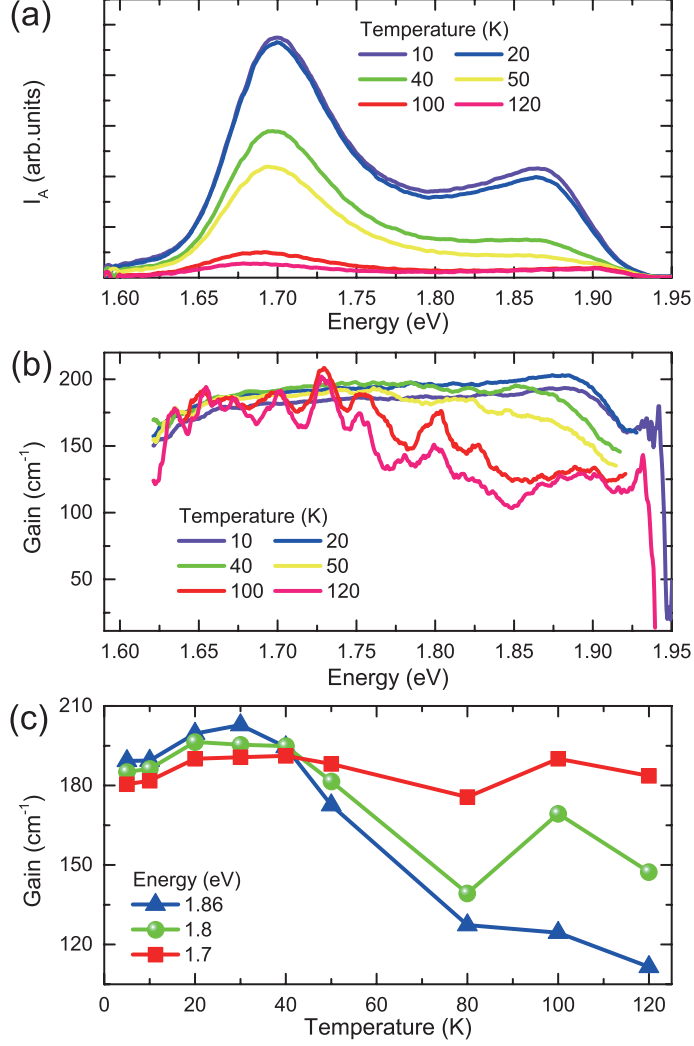 (a)
Temperature (K)
10 20
40 50
100 120
I_A (arb.units)
1.60 1.65 1.70 1.75 1.80 1.85 1.90 1.95
Energy (eV)
(b)
200
150
100
50
Gain (cm⁻¹)
Temperature (K)
10 20
40 50
100 120
1.60 1.65 1.70 1.75 1.80 1.85 1.90 1.95
Energy (eV)
(c)
210
180
150
120
Gain (cm⁻¹)
Energy (eV)
1.86
1.8
1.7
0 20 40 60 80 100 120
Temperature (K)